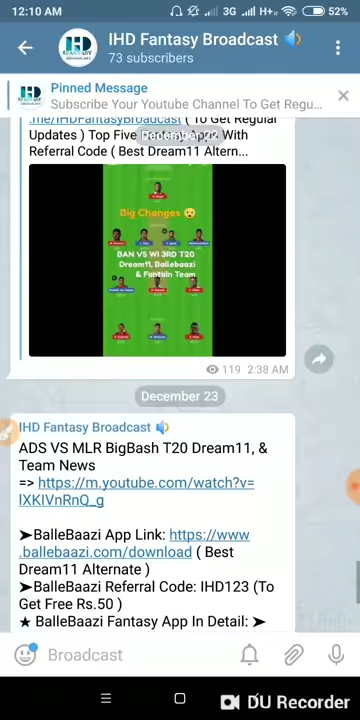 12:10 AM
3G
H+
52%
IHD Fantasy Broadcast
73 subscribers
Pinned Message
Subscribe Your Youtube Channel To Get Regu...
.me/IHDFantasyBroadcast ( To Get Regular
Updates ) Top Five Fantasy Apps With
December 22
Referral Code ( Best Dream11 Altern...
Big Changes 😮
BAN VS WI 3RD T20
Dream11, Ballebaazi
& Fantain Team
119 2:38 AM
December 23
IHD Fantasy Broadcast
ADS VS MLR BigBash T20 Dream11, &
Team News
=> https://m.youtube.com/watch?v=
IXKIVnRnQ_g
➤BalleBaazi App Link: https://www
.ballebaazi.com/download ( Best
Dream11 Alternate )
➤BalleBaazi Referral Code: IHD123 (To
Get Free Rs.50 )
★ BalleBaazi Fantasy App In Detail: ➤
Broadcast
DU Recorder